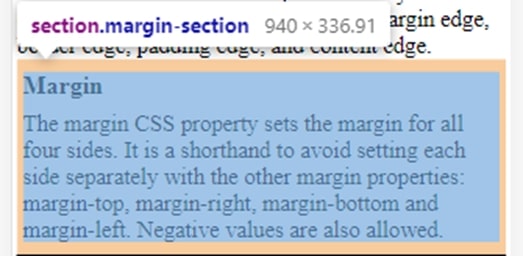 section.margin-section 940 × 336.91
argin edge,
edge, padding edge, and content edge.
Margin
The margin CSS property sets the margin for all
four sides. It is a shorthand to avoid setting each
side separately with the other margin properties:
margin-top, margin-right, margin-bottom and
margin-left. Negative values are also allowed.